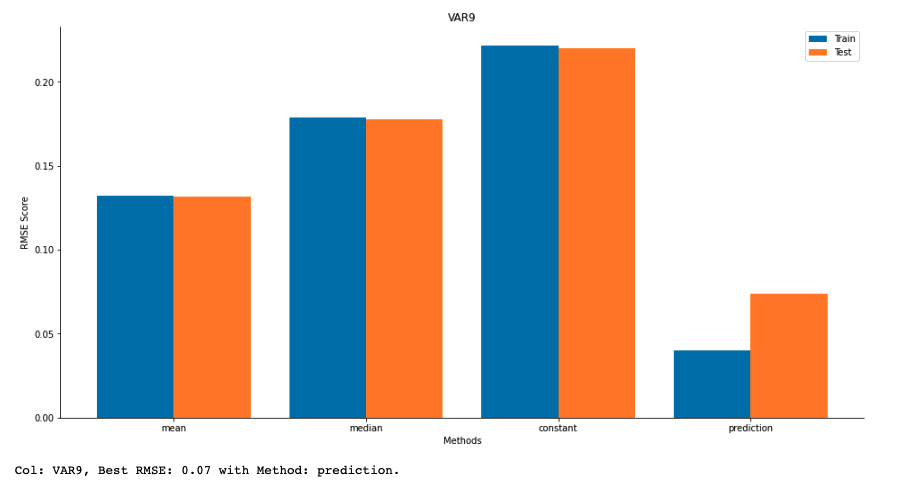 VAR9
Train
Test
RMSE Score
0.20
0.15
0.10
0.05
0.00
mean median constant prediction
Methods
Col: VAR9, Best RMSE: 0.07 with Method: prediction.